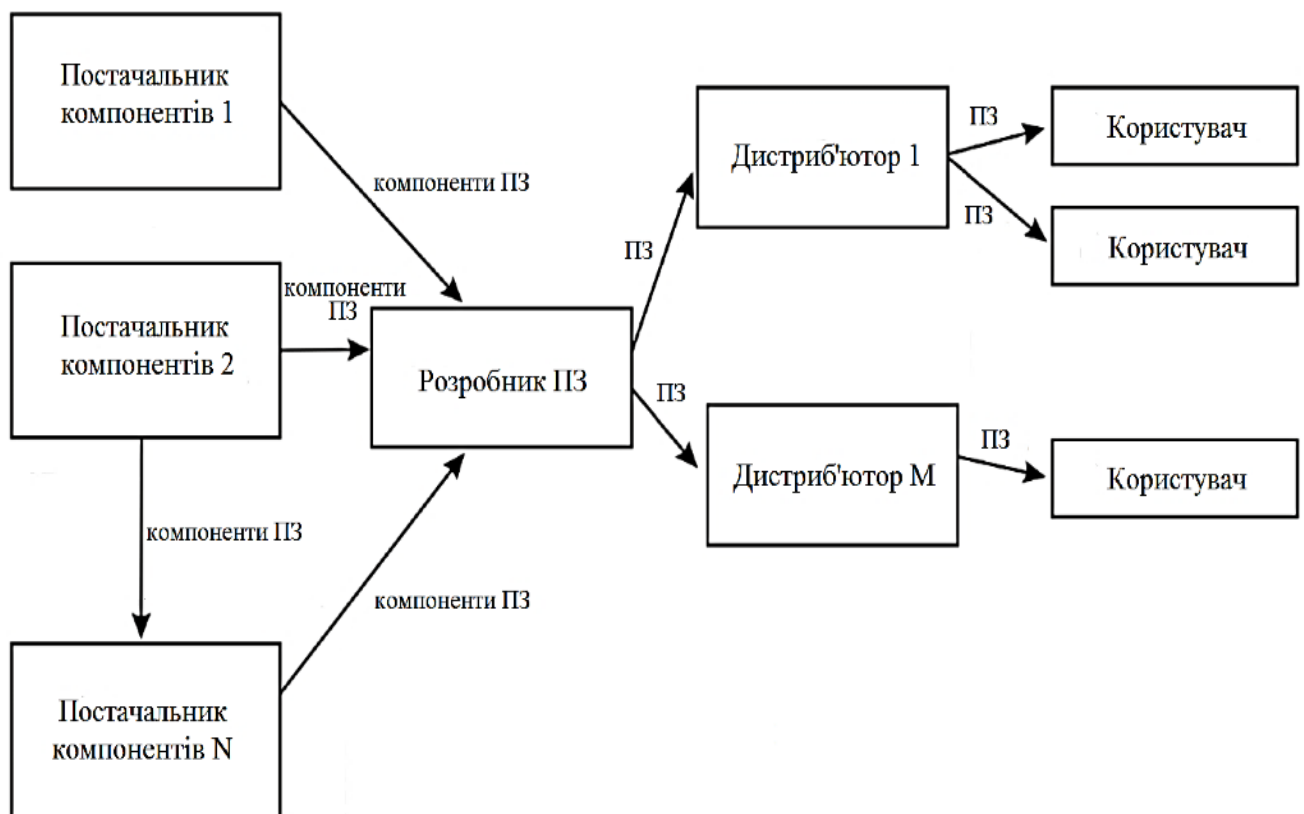 Постачальник
компонентів 1
компоненти ПЗ
Постачальник
компонентів 2
компоненти
ПЗ
компоненти ПЗ
Постачальник
компонентів N
компоненти ПЗ
Розробник ПЗ
ПЗ
ПЗ
Дистриб'ютор 1
ПЗ
ПЗ
Користувач
Користувач
Дистриб'ютор M
ПЗ
Користувач